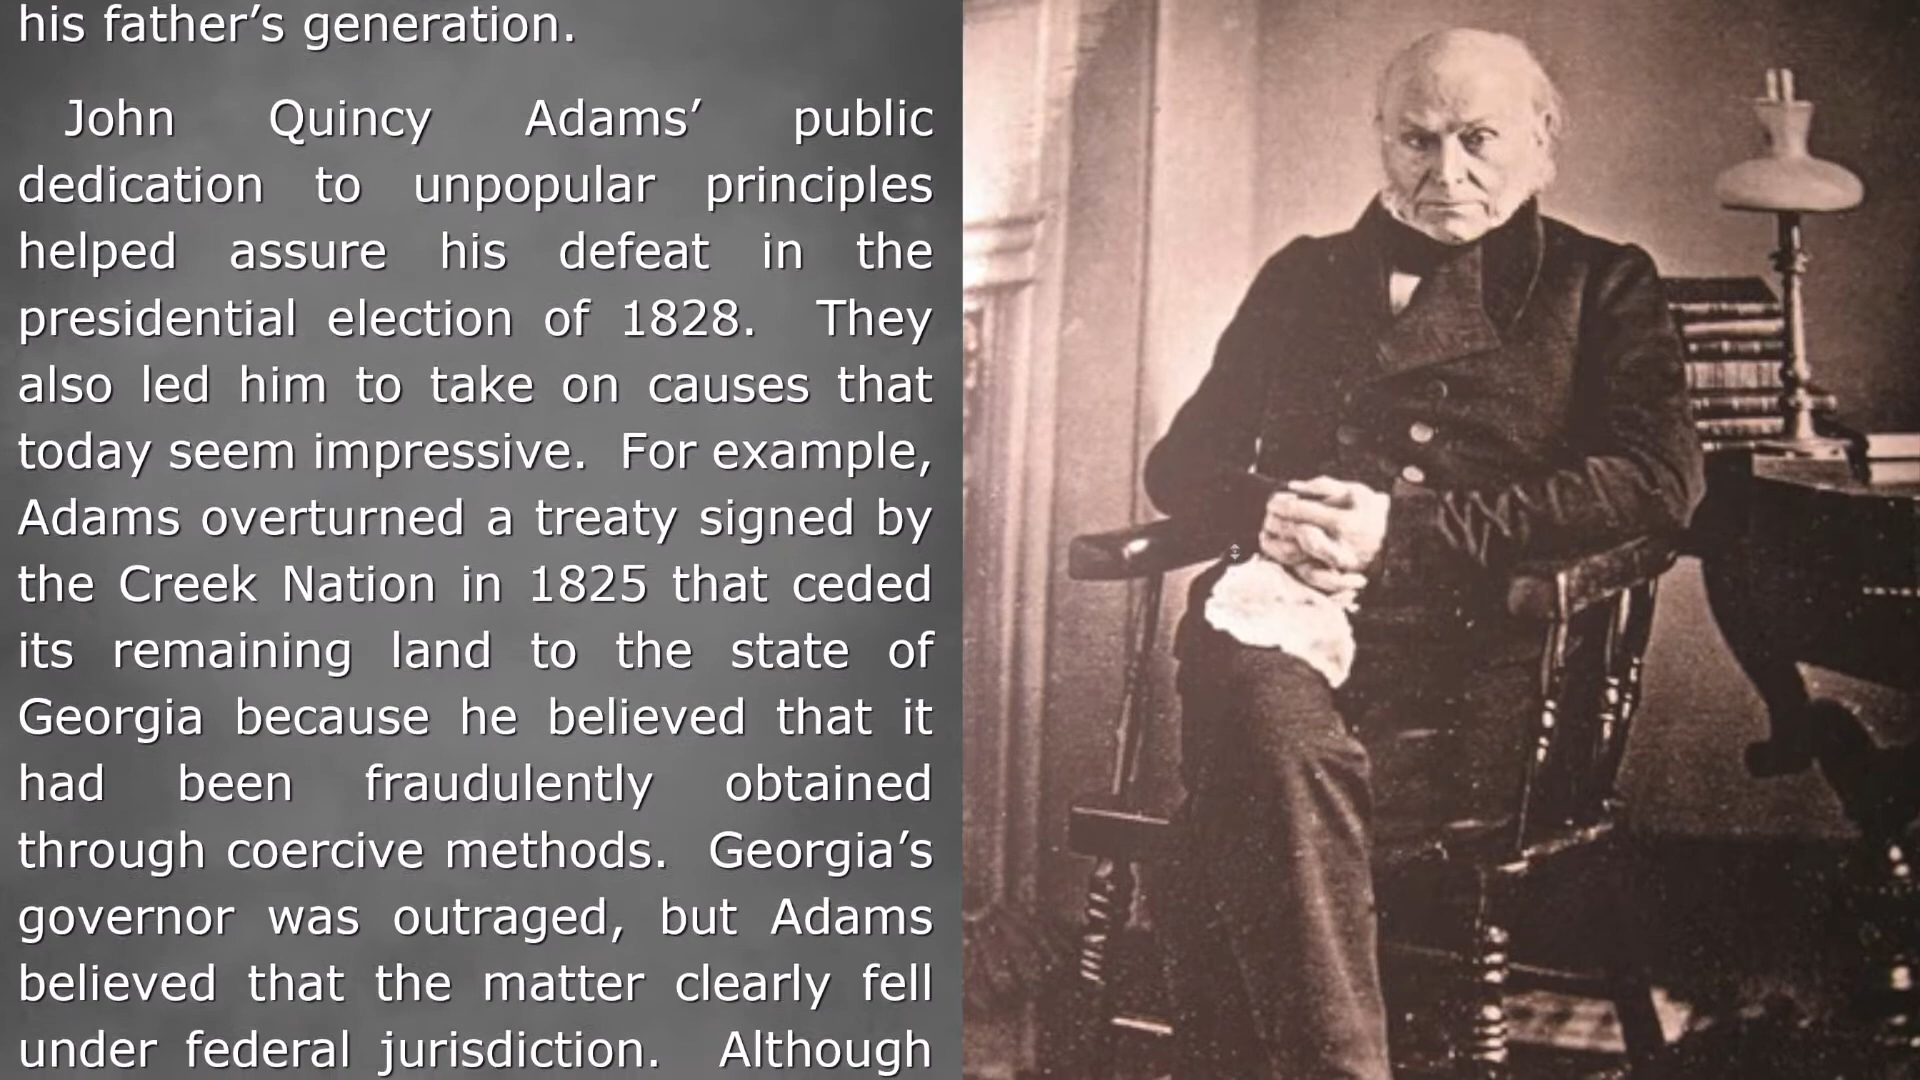 his father’s generation.
John Quincy Adams’ public
dedication to unpopular principles
helped assure his defeat in the
presidential election of 1828.  They
also led him to take on causes that
today seem impressive.  For example,
Adams overturned a treaty signed by
the Creek Nation in 1825 that ceded
its remaining land to the state of
Georgia because he believed that it
had been fraudulently obtained
through coercive methods.  Georgia’s
governor was outraged, but Adams
believed that the matter clearly fell
under federal jurisdiction.  Although